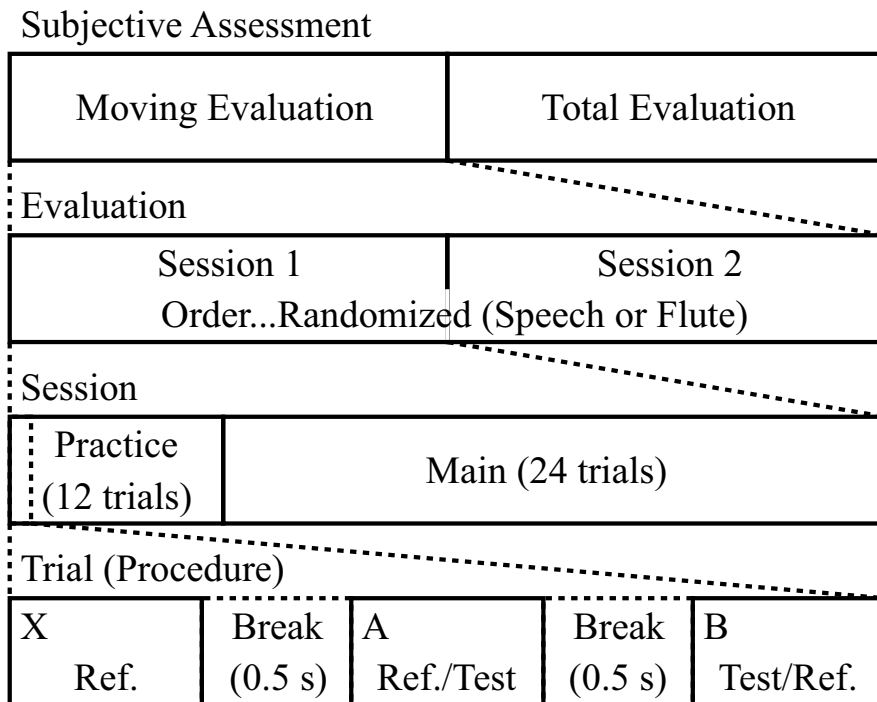 Subjective Assessment
Moving Evaluation Total Evaluation
Evaluation
Session 1 Session 2
Order...Randomized (Speech or Flute)
Session
Practice
(12 trials)
Main (24 trials)
Trial (Procedure)
X Break A Break B
Ref. (0.5 s) Ref./Test (0.5 s) Test/Ref.